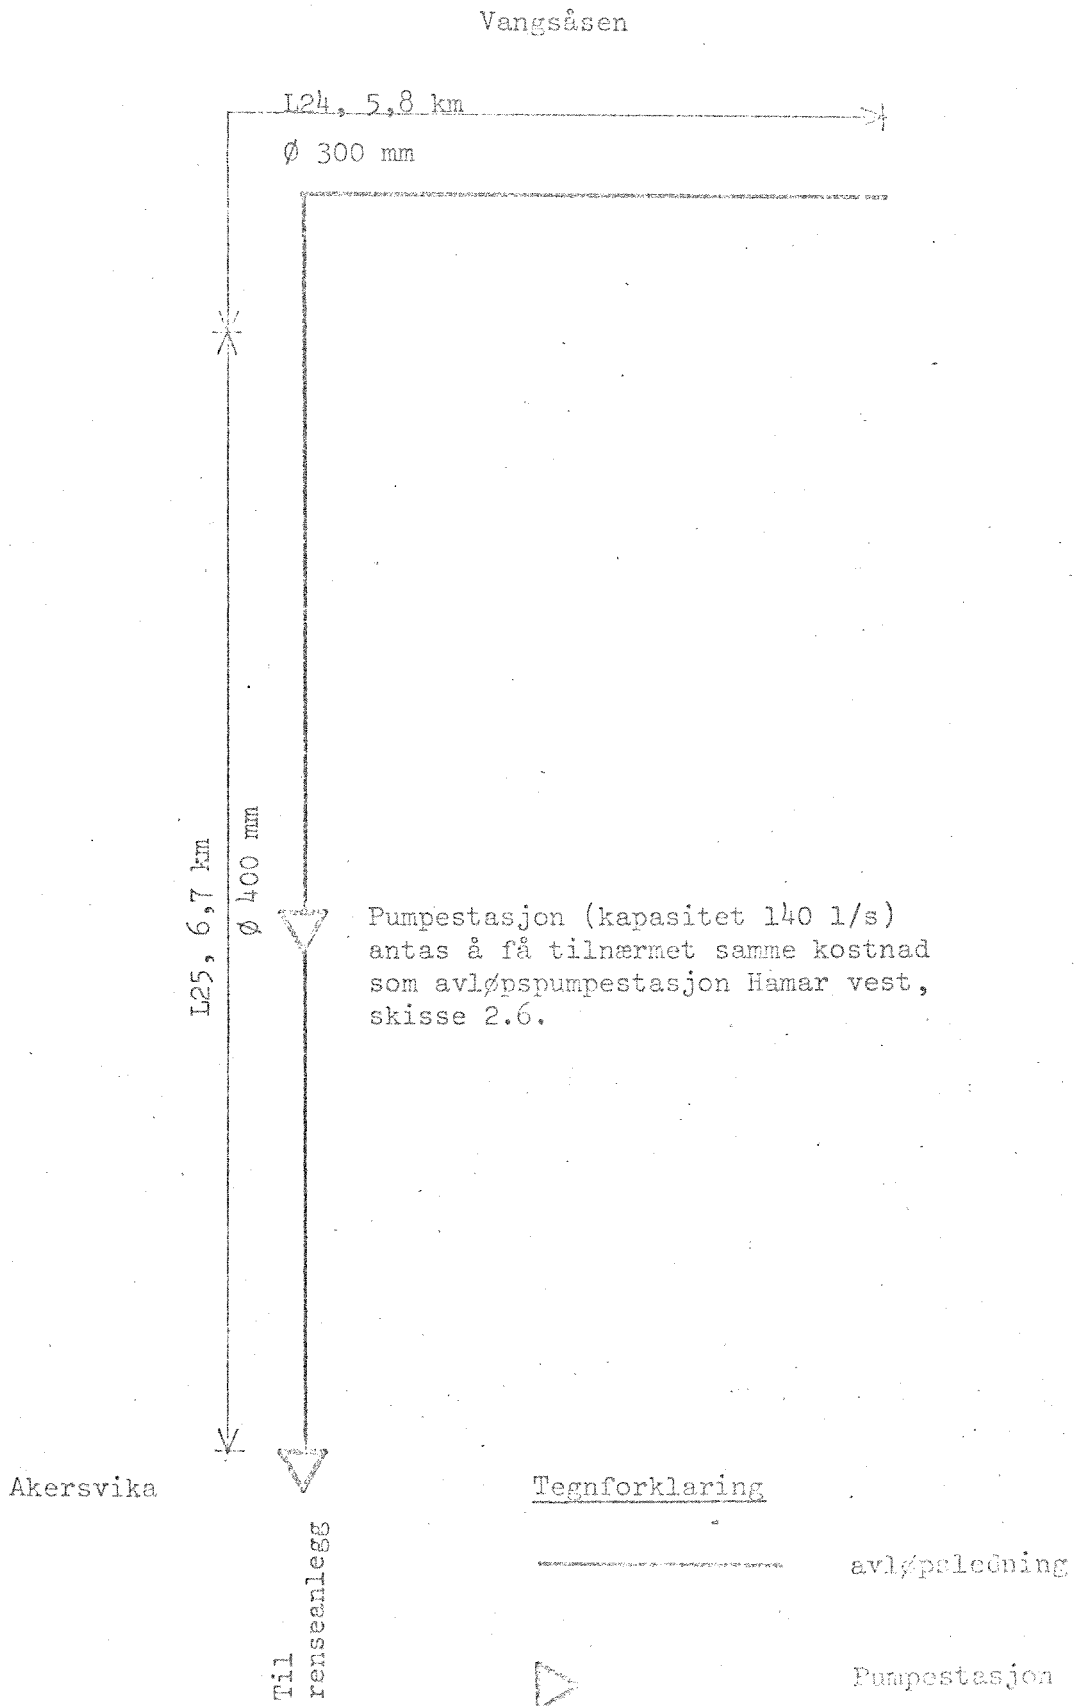 Vangsåsen
L24, 5,8 km
Ø 300 mm
L25, 6,7 km
Ø 400 mm
Pumpestasjon (kapasitet 140 l/s)
antas å få tilnærmet samme kostnad
som avløpspumpestasjon Hamar vest,
skisse 2.6.
Akersvika
Til
renseanlegg
Tegnforklaring
avløpsledning
Pumpestasjon